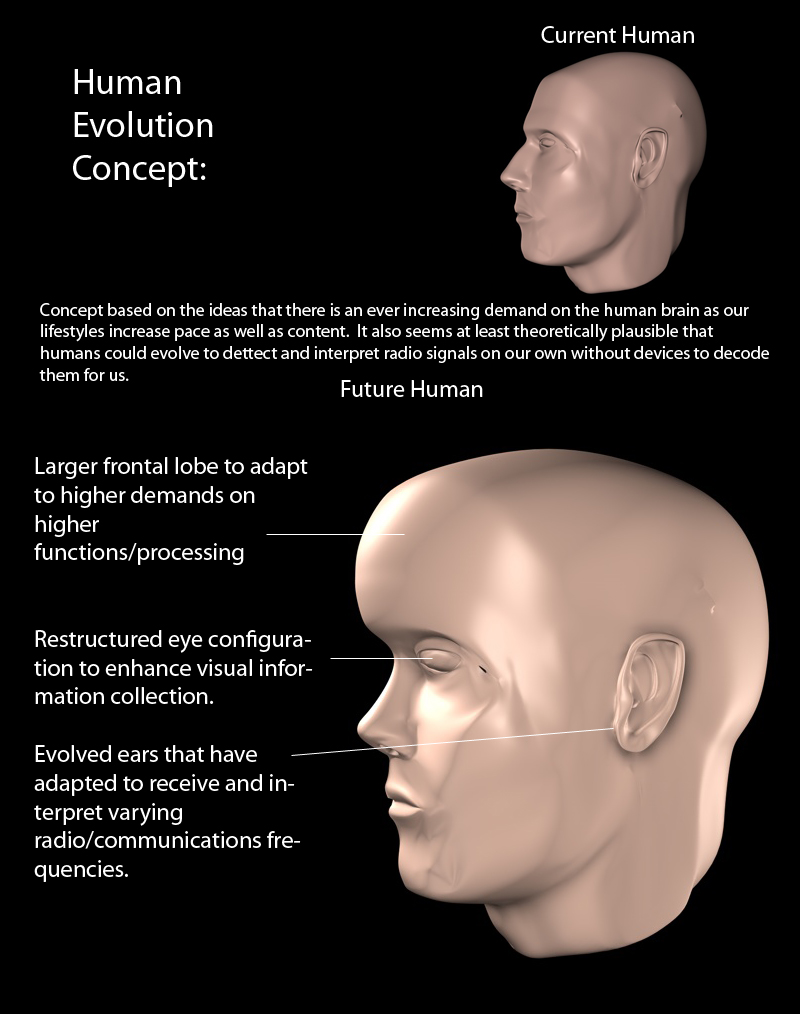 Current Human
Human
Evolution
Concept:
Concept based on the ideas that there is an ever increasing demand on the human brain as our
lifestyles increase pace as well as content.  It also seems at least theoretically plausible that
humans could evolve to dettect and interpret radio signals on our own without devices to decode
them for us.
Future Human
Larger frontal lobe to adapt
to higher demands on
higher
functions/processing
Restructured eye configura-
tion to enhance visual infor-
mation collection.
Evolved ears that have
adapted to receive and in-
terpret varying
radio/communications fre-
quencies.